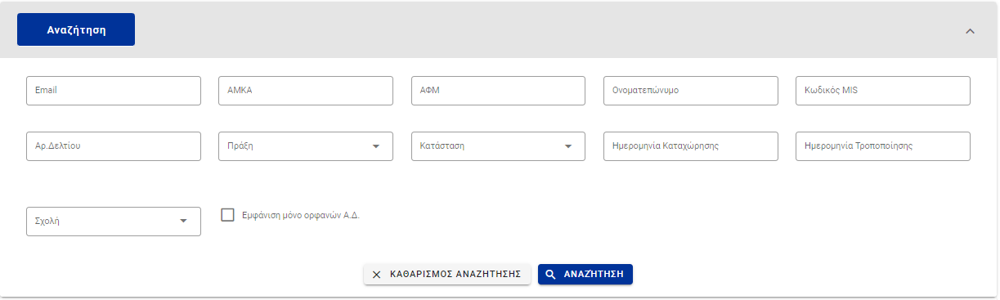 Αναζήτηση
Email ΑΜΚΑ ΑΦΜ Ονοματεπώνυμο Κωδικός MIS
Αρ.Δελτίου Πράξη Κατάσταση Ημερομηνία Καταχώρησης Ημερομηνία Τροποποίησης
Σχολή Εμφάνιση μόνο ορφανών Α.Δ.
ΚΑΘΑΡΙΣΜΟΣ ΑΝΑΖΗΤΗΣΗΣ ΑΝΑΖΉΤΗΣΗ